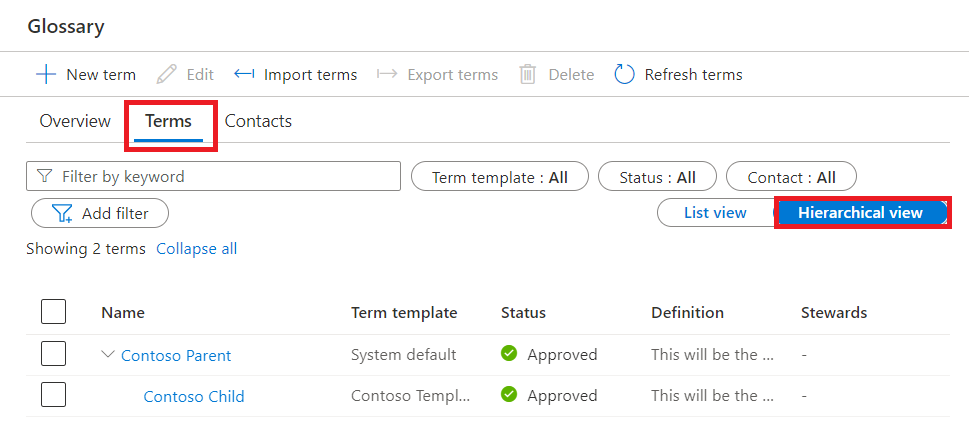 Glossary
New term Edit Import terms Export terms Delete Refresh terms
Overview Terms Contacts
Filter by keyword Term template : All Status : All Contact : All
Add filter List view Hierarchical view
Showing 2 terms Collapse all
Name Term template Status Definition Stewards
Contoso Parent System default Approved This will be the ... -
Contoso Child Contoso Templ... Approved This will be the ... -